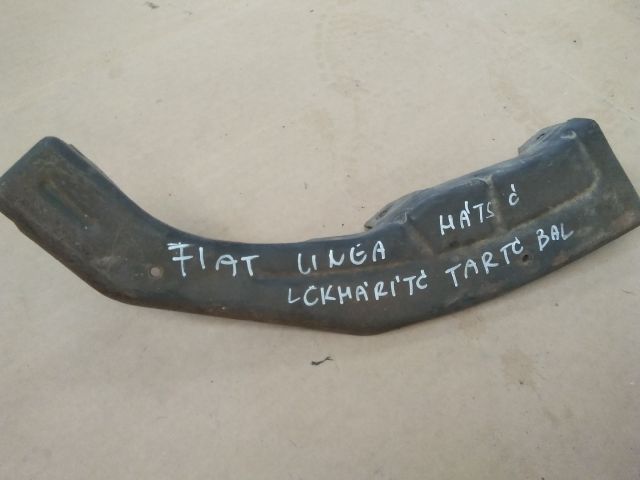 FIAT LINEA HÁTSÓ
LÖKHÁRÍTÓ TARTÓ BAL